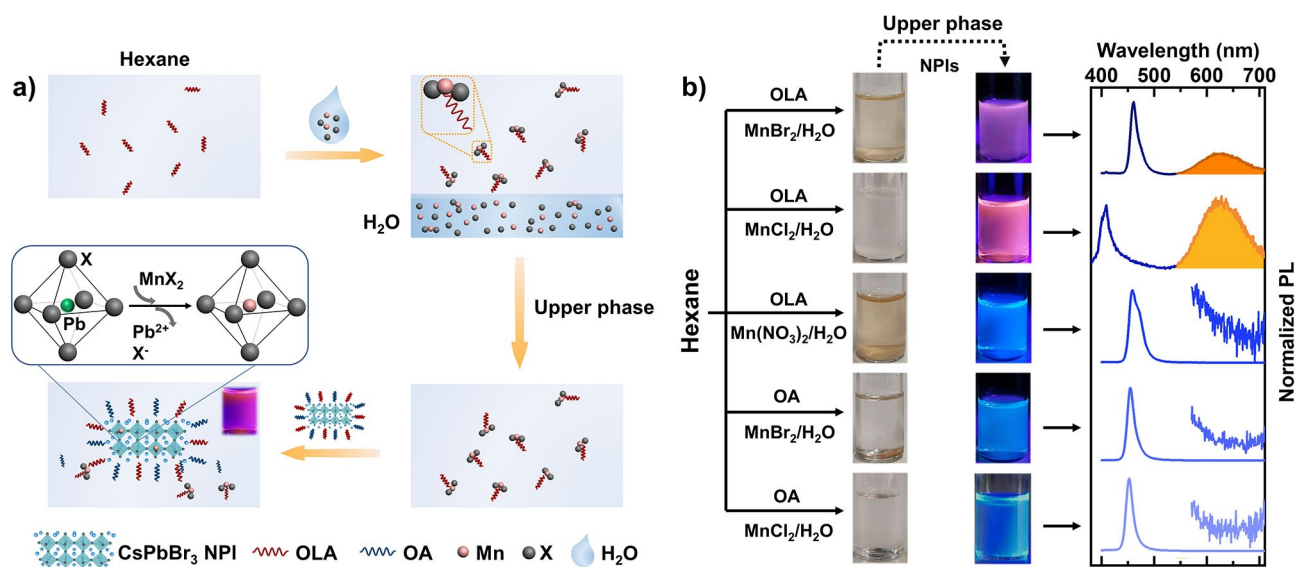 a)
Hexane
H₂O
X
MnX₂
Pb
Pb²⁺
X⁻
Upper phase
CsPbBr₃ NPl
OLA
OA
Mn
X
H₂O
b)
Upper phase
NPls
Hexane
OLA
MnBr₂/H₂O
OLA
MnCl₂/H₂O
OLA
Mn(NO₃)₂/H₂O
OA
MnBr₂/H₂O
OA
MnCl₂/H₂O
Wavelength (nm)
400 500 600 700
Normalized PL